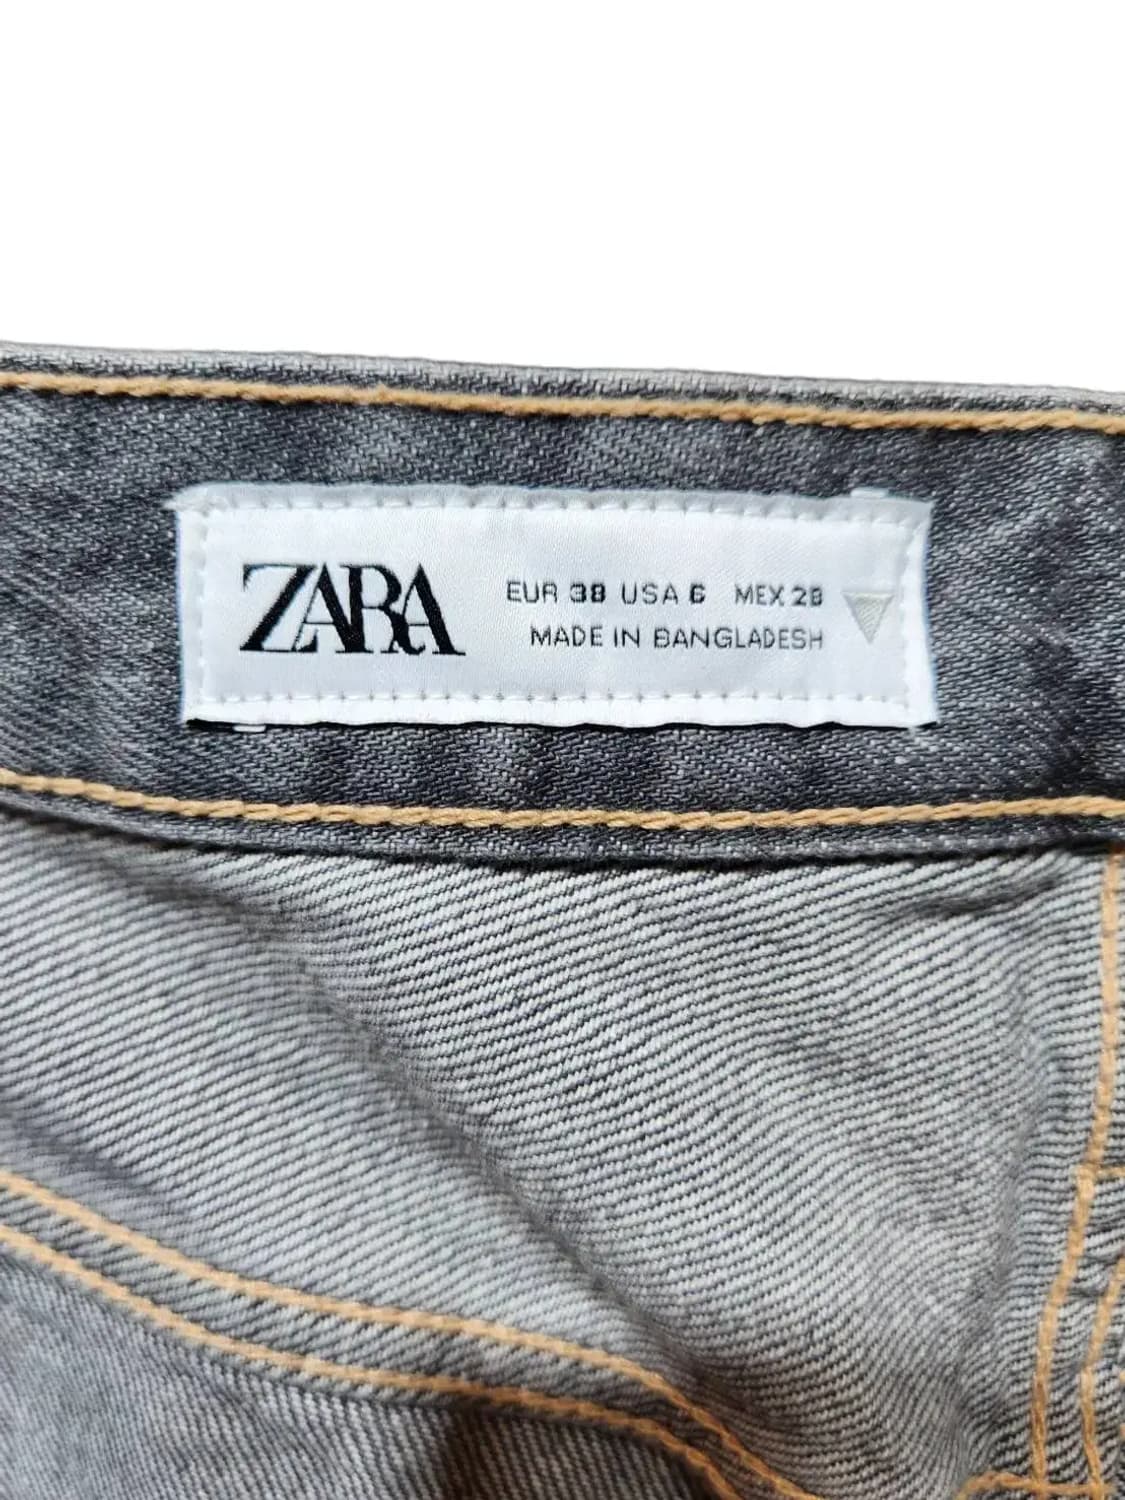 ZARA
EUR 38 USA 6 MEX 28
MADE IN BANGLADESH